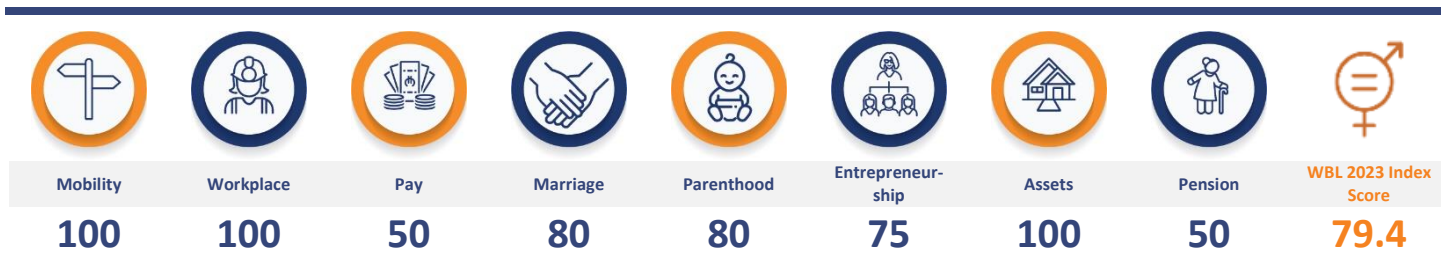 Mobility
Workplace
Pay
Marriage
Parenthood
Entrepreneur-
ship
Assets
Pension
WBL 2023 Index
Score
100
100
50
80
80
75
100
50
79.4